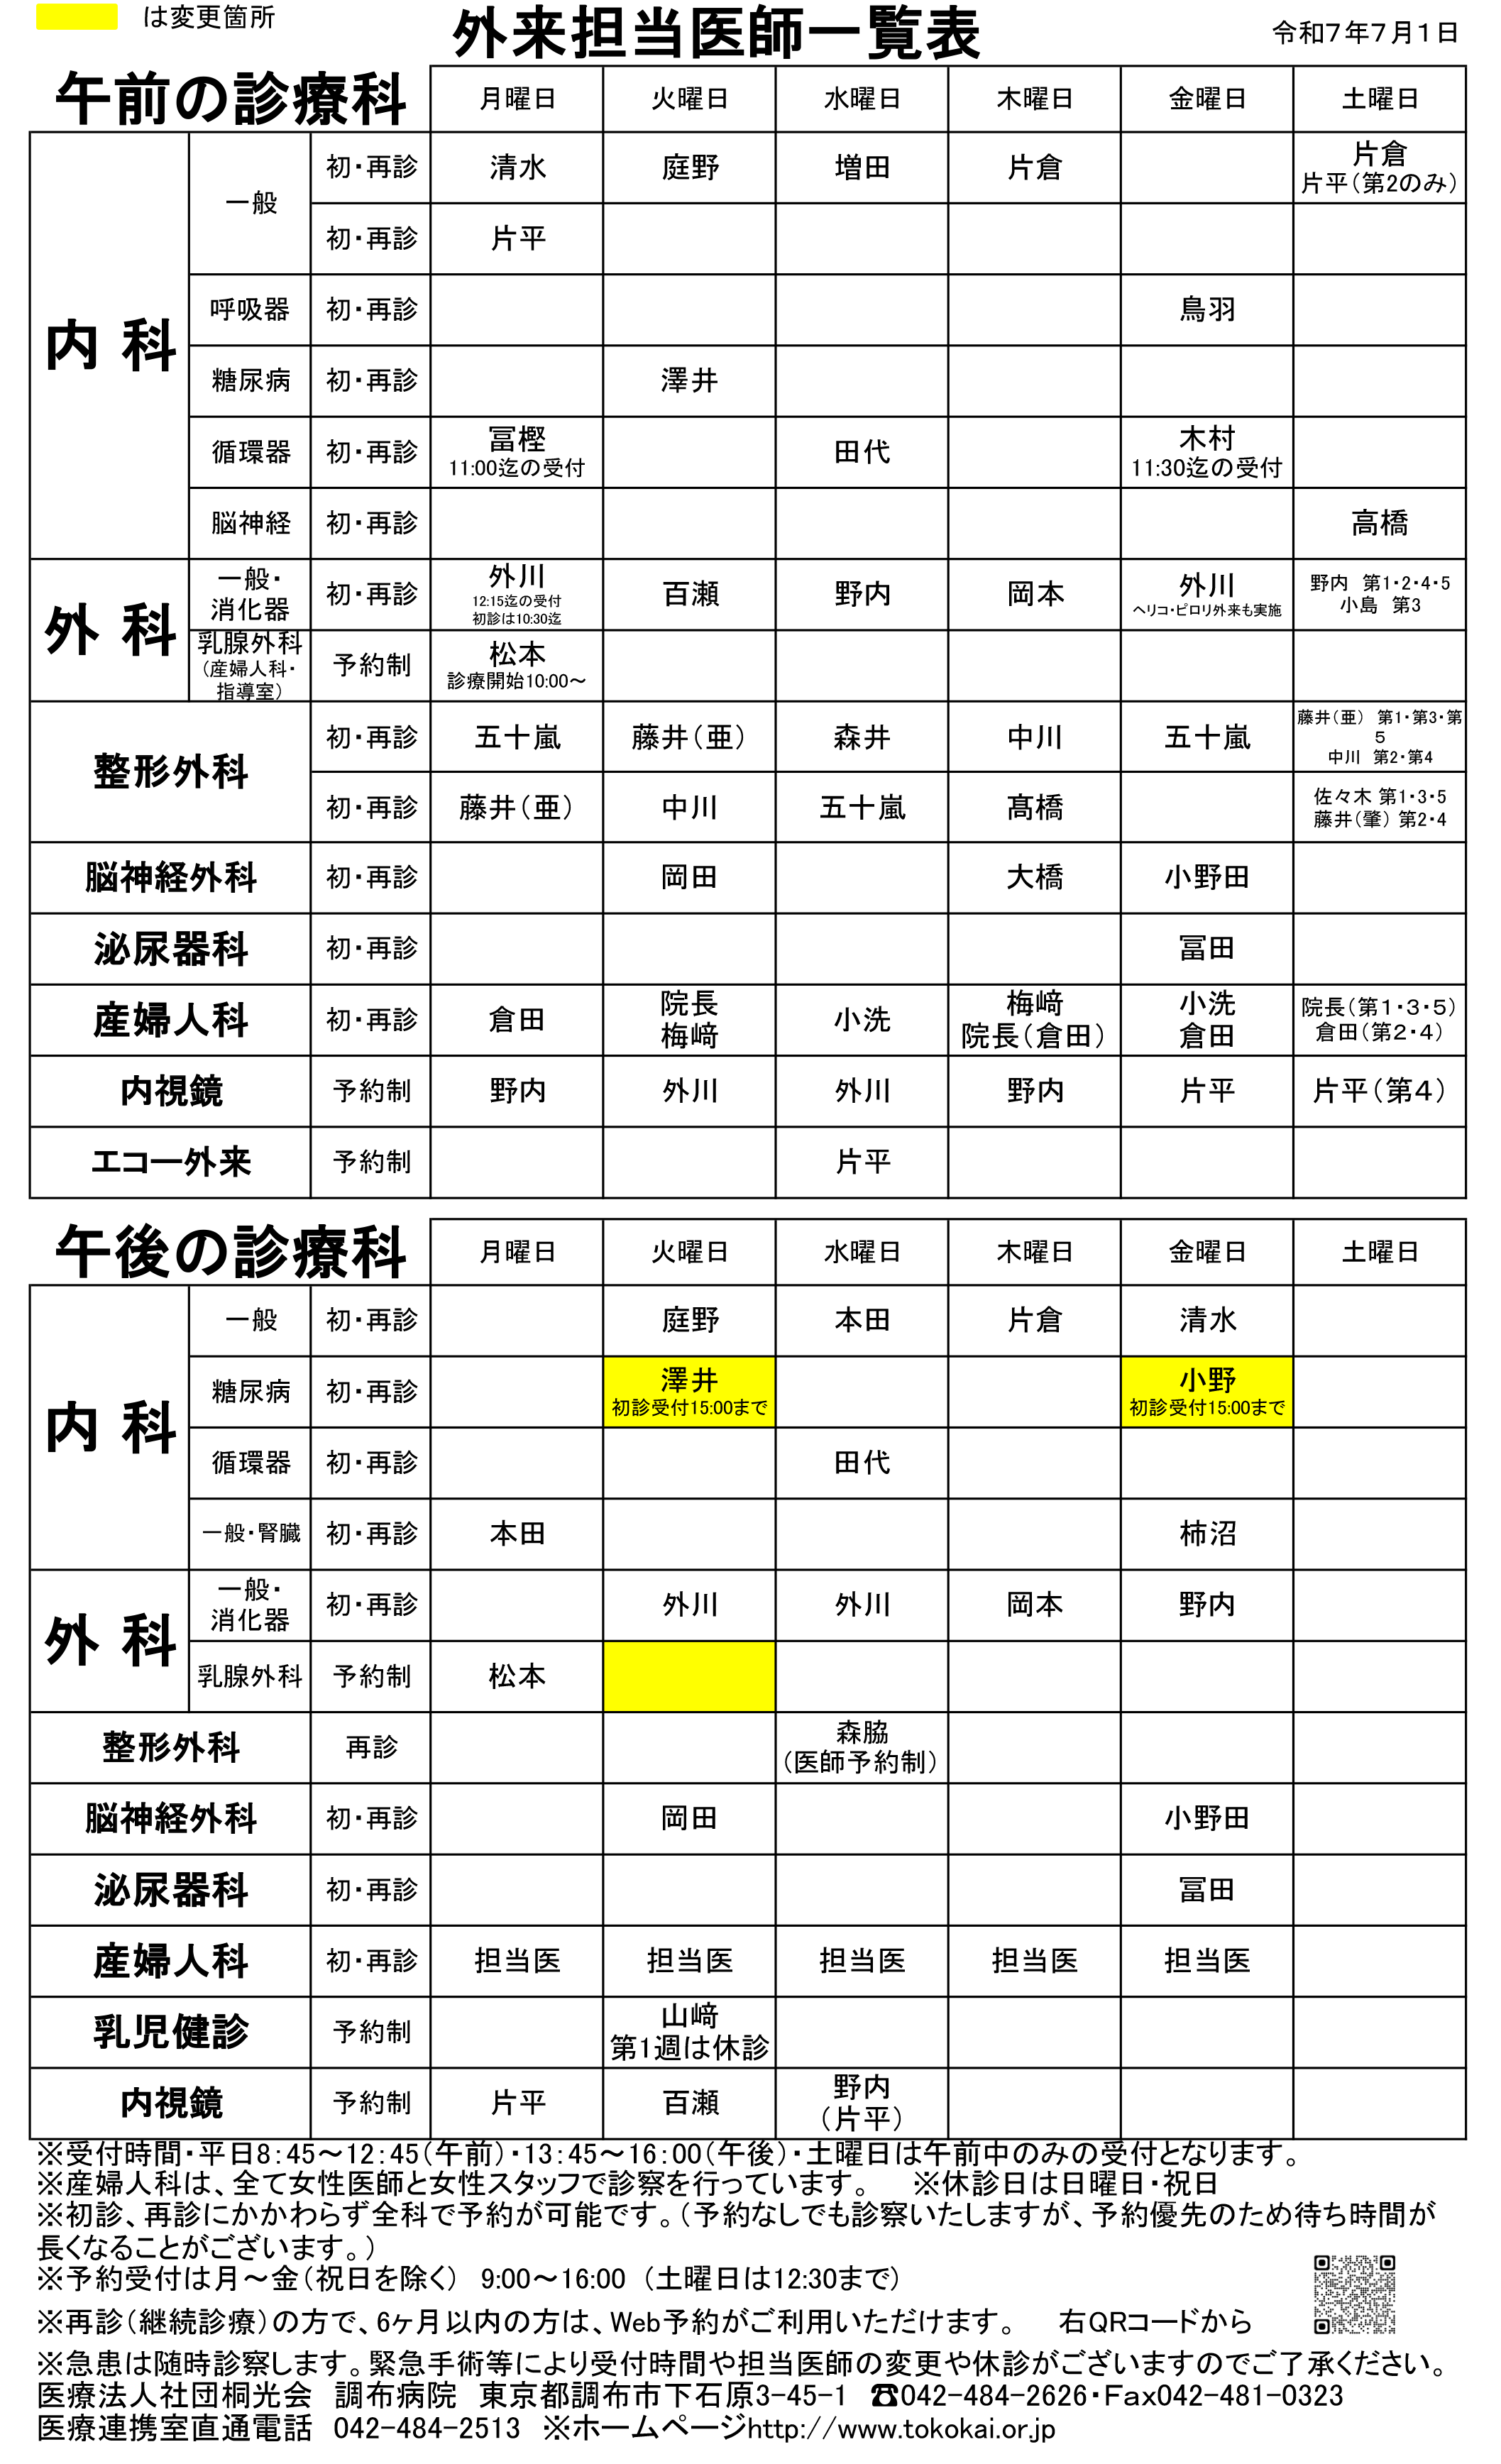 は変更箇所
外来担当医師一覧表
令和7年7月1日
午前の診療科 月曜日 火曜日 水曜日 木曜日 金曜日 土曜日
内 科
一般 初・再診 清水 庭野 増田 片倉 片倉
片平(第2のみ)
初・再診 片平
呼吸器 初・再診 鳥羽
糖尿病 初・再診 澤井
循環器 初・再診 冨樫 田代 木村
11:00迄の受付 11:30迄の受付
脳神経 初・再診 高橋
外 科
一般・
消化器 初・再診 外川 百瀬 野内 岡本 外川 野内 第1・2・4・5
12:15迄の受付 ヘリコ・ピロリ外来も実施 小島 第3
初診は10:30迄
乳腺外科 予約制 松本
(産婦人科・ 診療開始10:00〜
指導室)
整形外科 初・再診 五十嵐 藤井(亜) 森井 中川 五十嵐 藤井(亜) 第1・第3・第
5
中川 第2・第4
初・再診 藤井(亜) 中川 五十嵐 髙橋 佐々木 第1・3・5
藤井(肇) 第2・4
脳神経外科 初・再診 岡田 大橋 小野田
泌尿器科 初・再診 冨田
産婦人科 初・再診 倉田 院長 小洗 梅﨑 小洗 院長(第1・3・5)
梅﨑 院長(倉田) 倉田 倉田(第2・4)
内視鏡 予約制 野内 外川 外川 野内 片平 片平(第4)
エコー外来 予約制 片平
午後の診療科 月曜日 火曜日 水曜日 木曜日 金曜日 土曜日
内 科
一般 初・再診 庭野 本田 片倉 清水
糖尿病 初・再診 澤井 小野
初診受付15:00まで 初診受付15:00まで
循環器 初・再診 田代
一般・腎臓 初・再診 本田 柿沼
外 科
一般・
消化器 初・再診 外川 外川 岡本 野内
乳腺外科 予約制 松本
整形外科 再診 森脇
(医師予約制)
脳神経外科 初・再診 岡田 小野田
泌尿器科 初・再診 冨田
産婦人科 初・再診 担当医 担当医 担当医 担当医 担当医
乳児健診 予約制 山﨑
第1週は休診
内視鏡 予約制 片平 百瀬 野内
(片平)
※受付時間・平日8:45〜12:45(午前)・13:45〜16:00(午後)・土曜日は午前中のみの受付となります。
※産婦人科は、全て女性医師と女性スタッフで診察を行っています。 ※休診日は日曜日・祝日
※初診、再診にかかわらず全科で予約が可能です。(予約なしでも診察いたしますが、予約優先のため待ち時間が
長くなることがございます。)
※予約受付は月〜金(祝日を除く) 9:00〜16:00 (土曜日は12:30まで)
※再診(継続診療)の方で、6ヶ月以内の方は、Web予約がご利用いただけます。 右QRコードから
※急患は随時診察します。緊急手術等により受付時間や担当医師の変更や休診がございますのでご了承ください。
医療法人社団桐光会 調布病院 東京都調布市下石原3-45-1 ☎042-484-2626・Fax042-481-0323
医療連携室直通電話 042-484-2513 ※ホームページhttp://www.tokokai.or.jp